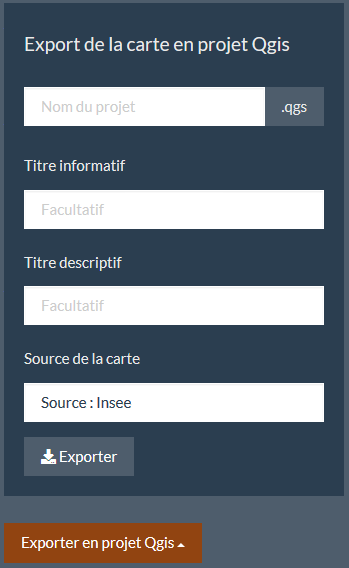 Export de la carte en projet Qgis
Nom du projet .qgs
Titre informatif
Facultatif
Titre descriptif
Facultatif
Source de la carte
Source : Insee
Exporter
Exporter en projet Qgis